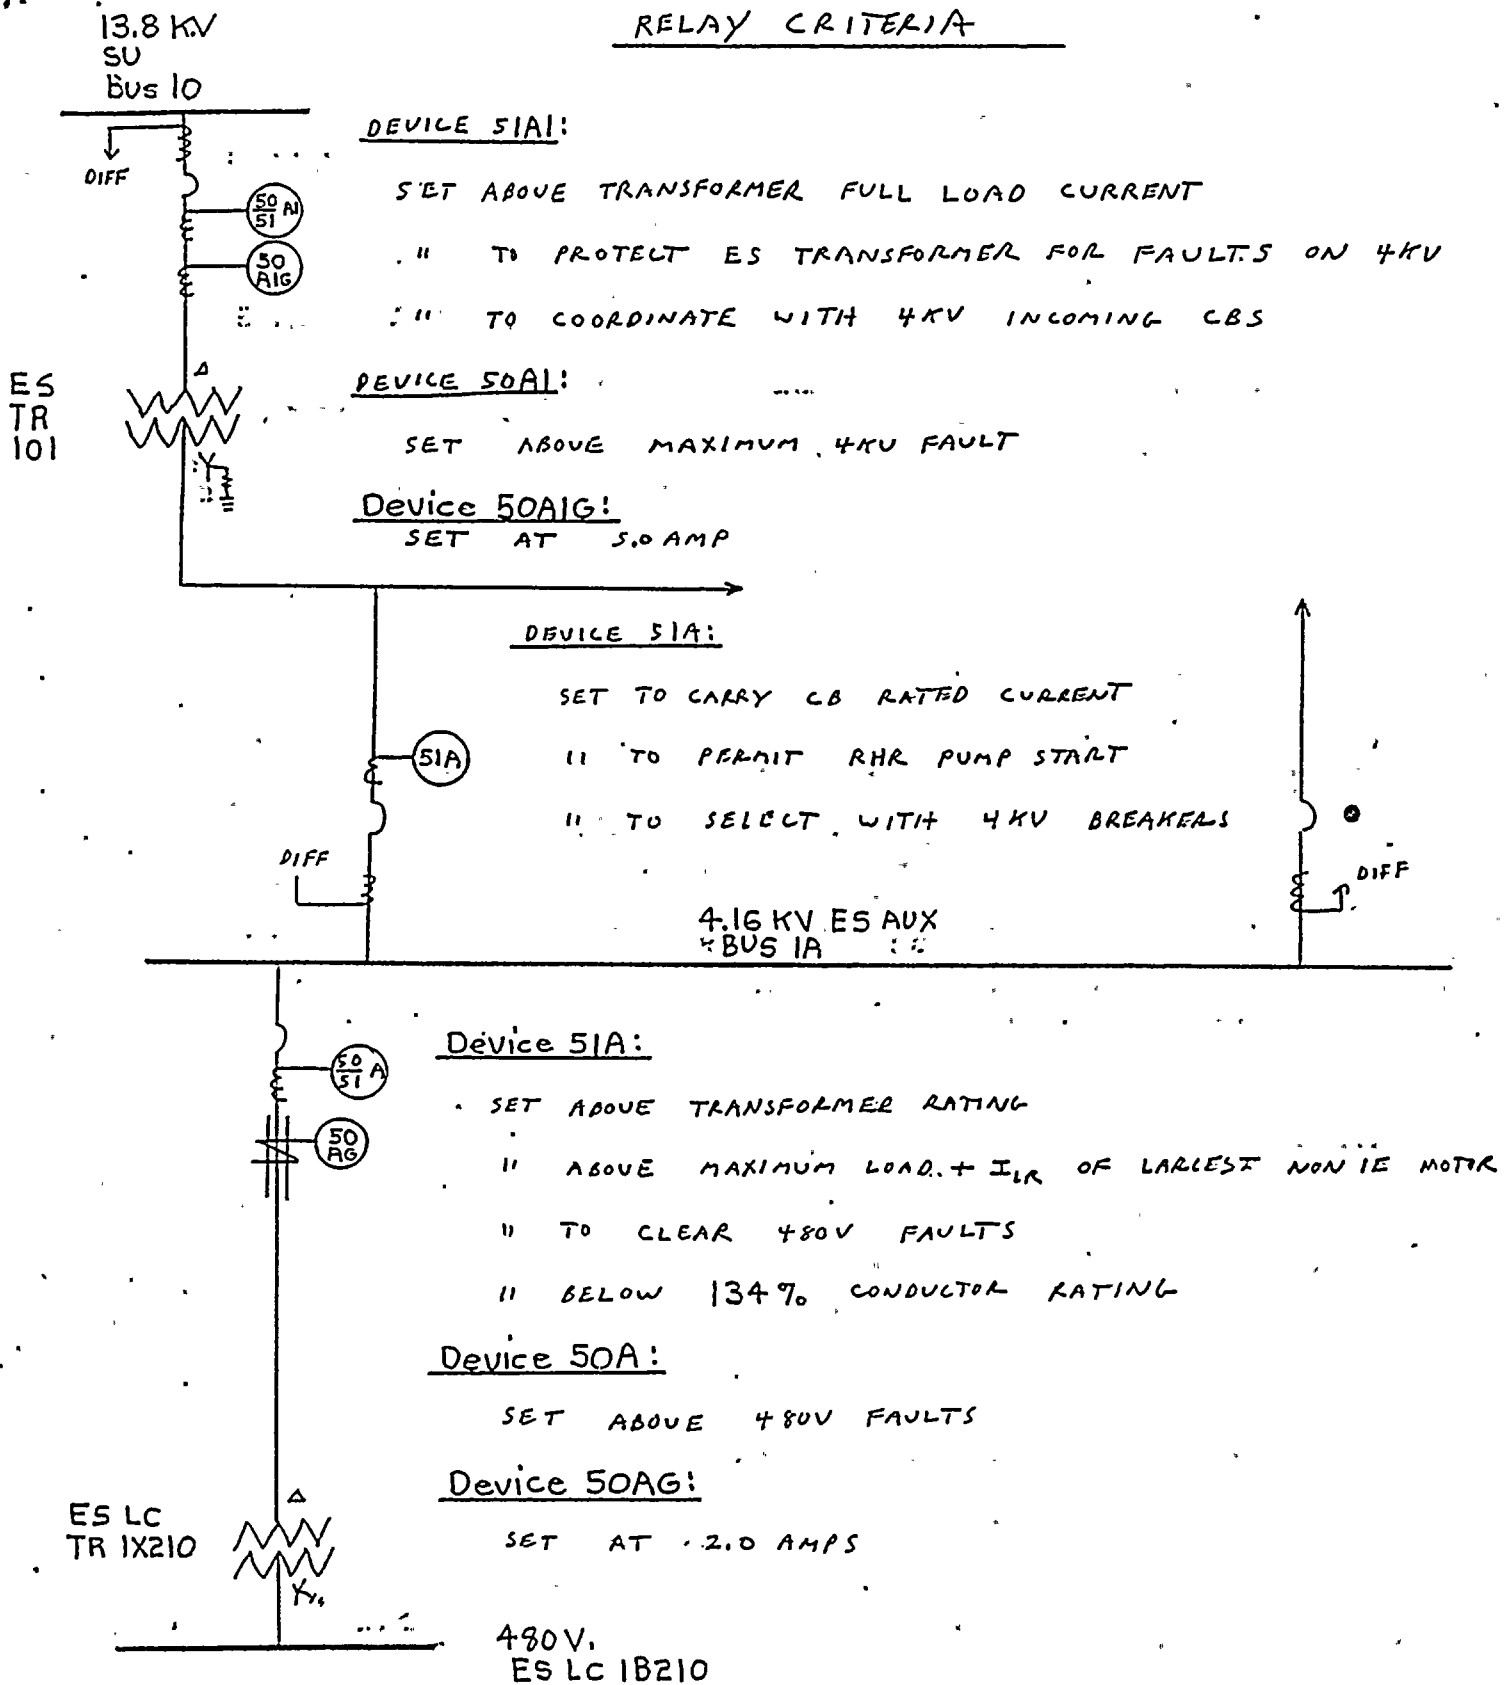 RELAY CRITERIA
13.8 KV
SU
Bus 10
DIFF
50
51 A1
50
A1G
DEVICE 51A1:
SET ABOVE TRANSFORMER FULL LOAD CURRENT
" TO PROTECT ES TRANSFORMER FOR FAULTS ON 4KV
" TO COORDINATE WITH 4KV INCOMING CBS
Δ
ES
TR
101
Y
DEVICE 50A1:
SET ABOVE MAXIMUM 4KV FAULT
Device 50A1G:
SET AT 5.0 AMP
DEVICE 51A:
SET TO CARRY CB RATED CURRENT
51A
" TO PERMIT RHR PUMP START
" TO SELECT WITH 4KV BREAKERS
DIFF
DIFF
4.16 KV ES AUX
BUS 1A
50
51 A
50
AG
Device 51A:
SET ABOVE TRANSFORMER RATING
" ABOVE MAXIMUM LOAD + ILR OF LARGEST NON 1E MOTOR
" TO CLEAR 480V FAULTS
" BELOW 134% CONDUCTOR RATING
Device 50A:
SET ABOVE 480V FAULTS
Device 50AG:
SET AT 2.0 AMPS
Δ
ES LC
TR 1X210
Y
480V.
ES LC 1B210